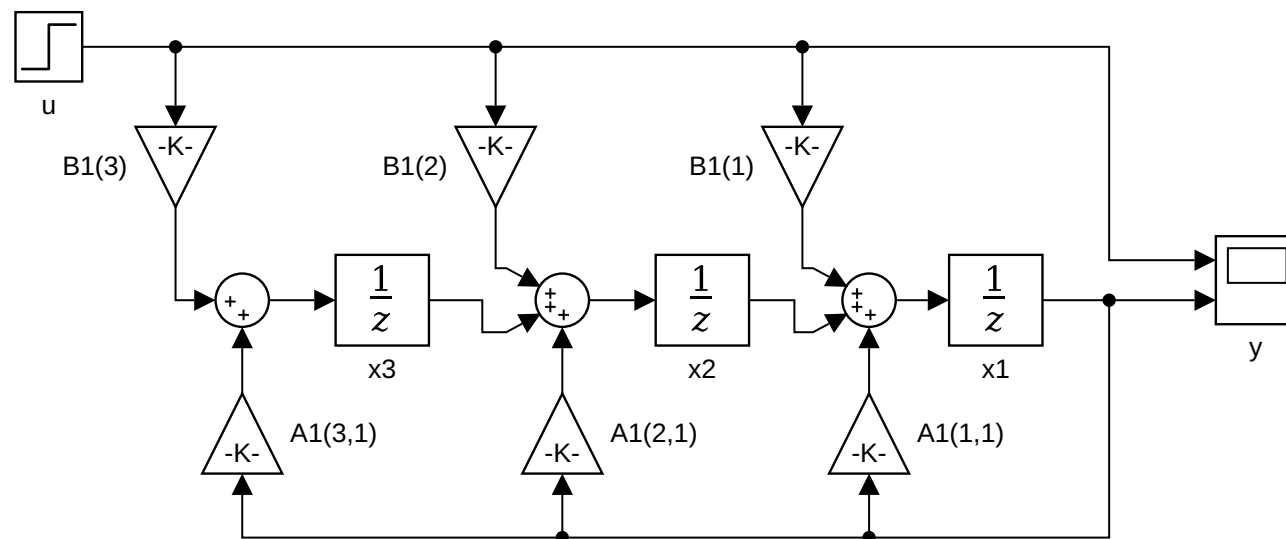 u
-K-
-K-
-K-
B1(3)
B1(2)
B1(1)
+
+
+
+
+
+
+
+
1
z
1
z
1
z
x3
x2
x1
y
A1(3,1)
A1(2,1)
A1(1,1)
-K-
-K-
-K-